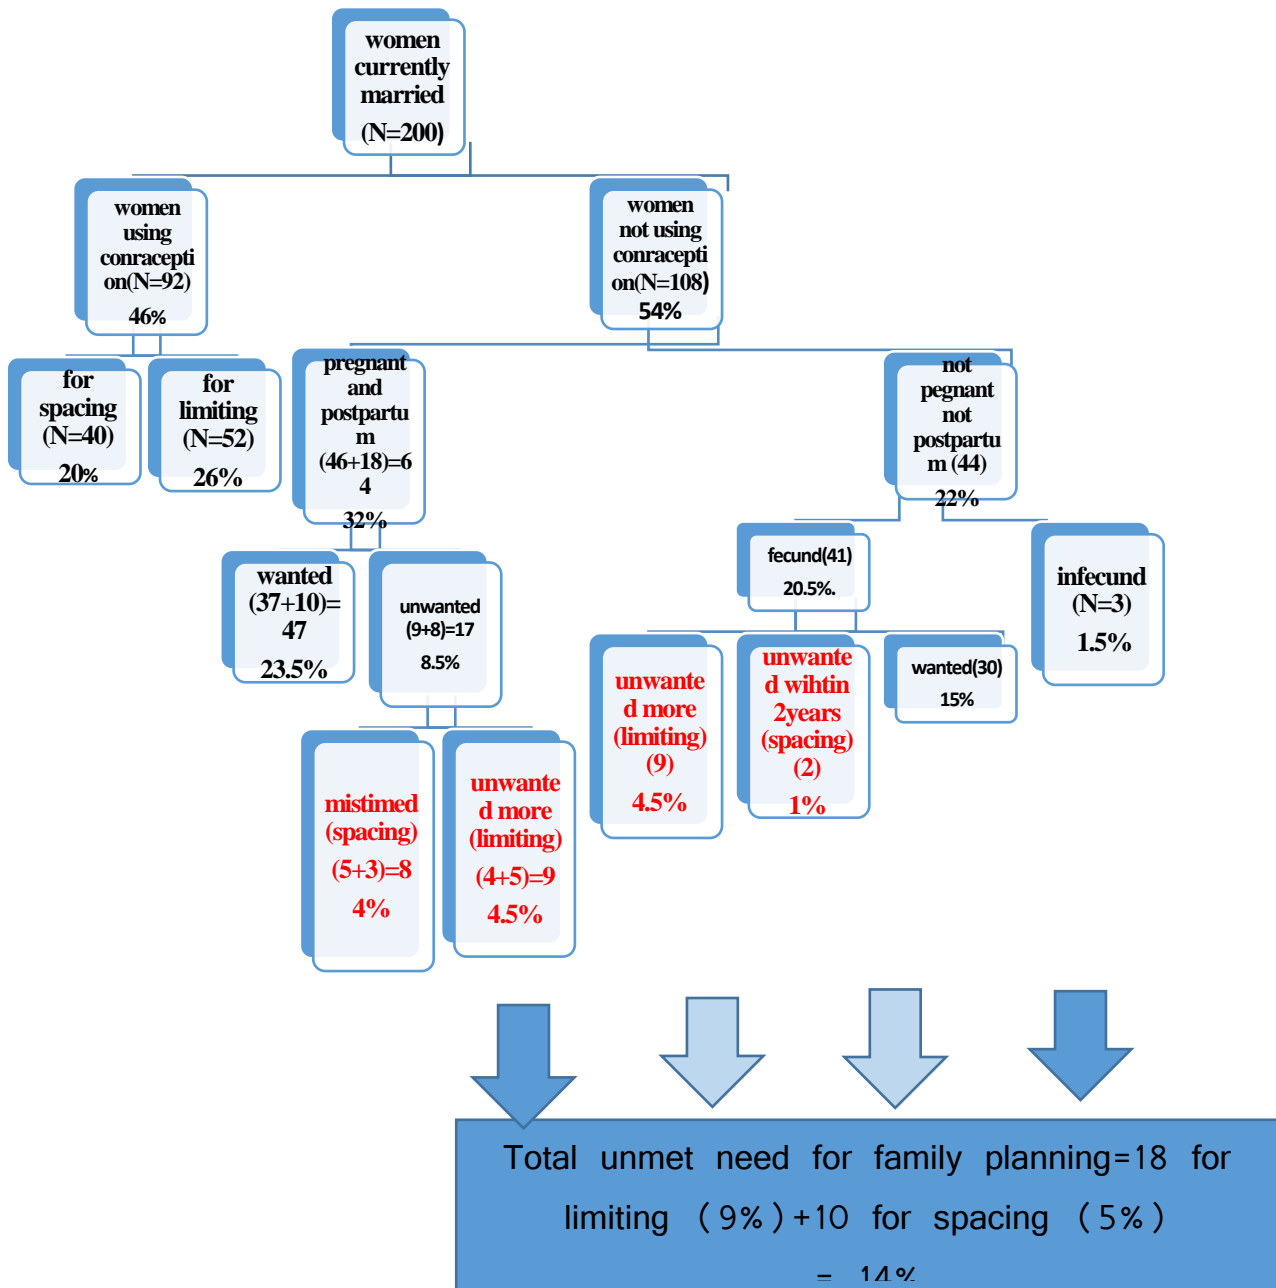 women
currently
married
(N=200)
women
using
conracepti
on(N=92)
46%
women
not using
conracepti
on(N=108)
54%
for
spacing
(N=40)
20%
for
limiting
(N=52)
26%
pregnant
and
postpartu
m
(46+18)=6
4
32%
not
pegnant
not
postpartu
m (44)
22%
wanted
(37+10)=
47
23.5%
unwanted
(9+8)=17
8.5%
fecund(41)
20.5%.
infecund
(N=3)
1.5%
mistimed
(spacing)
(5+3)=8
4%
unwante
d more
(limiting)
(4+5)=9
4.5%
unwante
d more
(limiting)
(9)
4.5%
unwante
d wihtin
2years
(spacing)
(2)
1%
wanted(30)
15%
Total unmet need for family planning=18 for
limiting (9%)+10 for spacing (5%)
= 14%